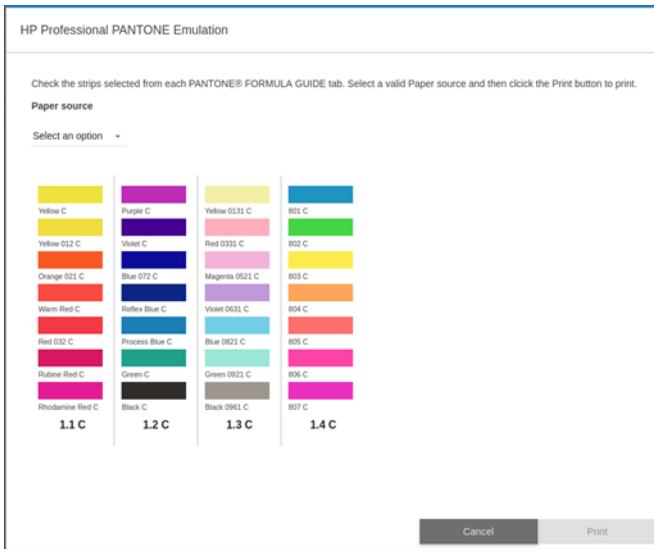 HP Professional PANTONE Emulation
Check the strips selected from each PANTONE® FORMULA GUIDE tab. Select a valid Paper source and then clcick the Print button to print.
Paper source
Select an option
Yellow C
Purple C
Yellow 0131 C
801 C
Yellow 012 C
Violet C
Red 0331 C
802 C
Orange 021 C
Blue 072 C
Magenta 0521 C
803 C
Warm Red C
Reflex Blue C
Violet 0631 C
804 C
Red 032 C
Process Blue C
Blue 0821 C
805 C
Rubine Red C
Green C
Green 0921 C
806 C
Rhodamine Red C
Black C
Black 0961 C
807 C
1.1 C
1.2 C
1.3 C
1.4 C
Cancel
Print